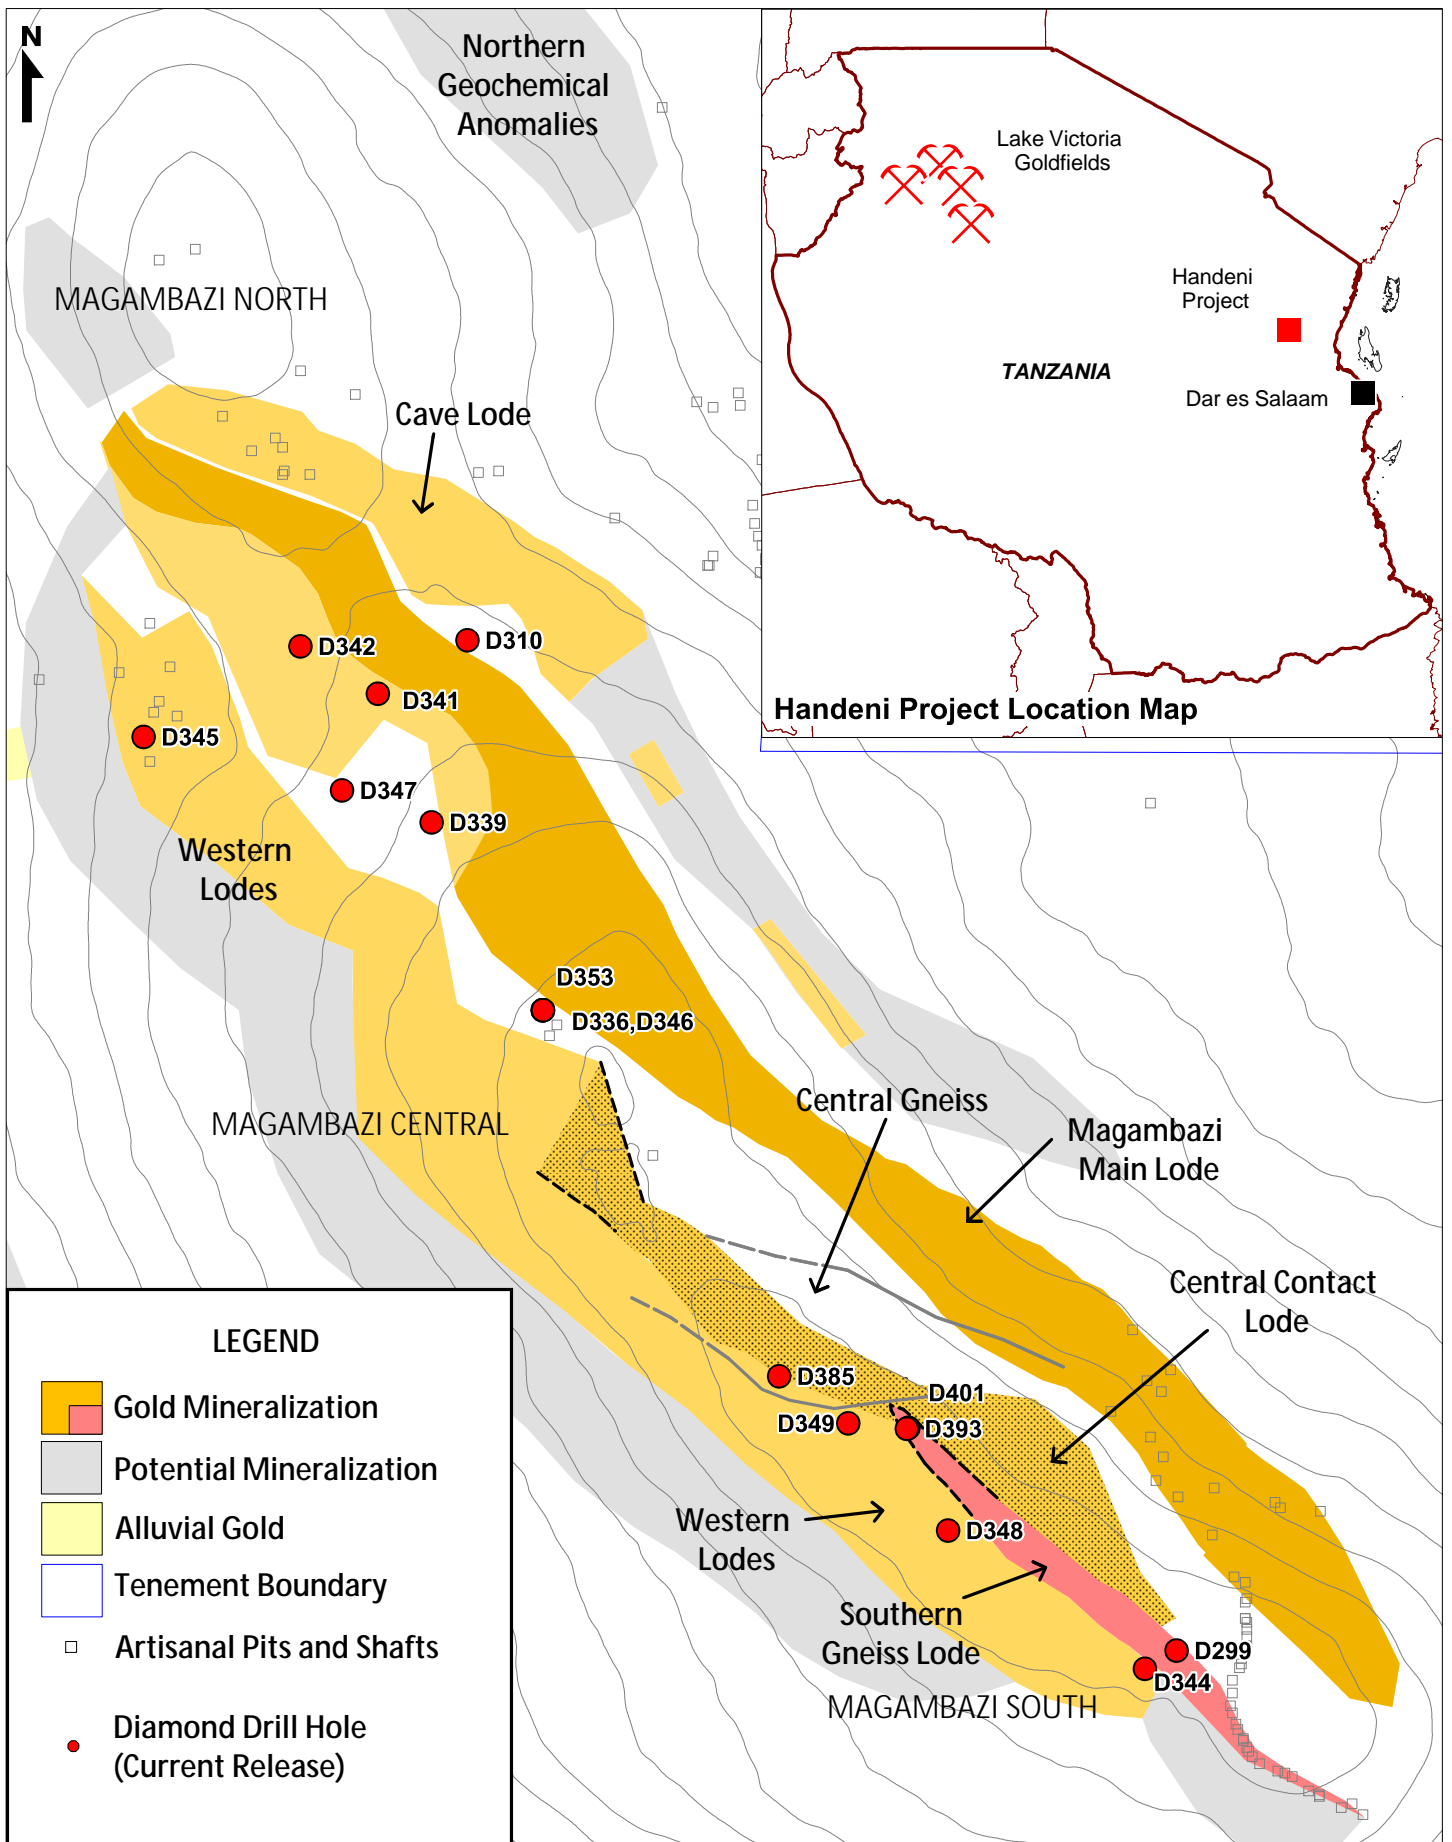 N
Northern
Geochemical
Anomalies
Lake Victoria
Goldfields
Handeni
Project
TANZANIA
Dar es Salaam
Handeni Project Location Map
MAGAMBAZI NORTH
Cave Lode
D342
D310
D341
D345
D347
D339
Western
Lodes
D353
D336,D346
MAGAMBAZI CENTRAL
Central Gneiss
Magambazi
Main Lode
Central Contact
Lode
D385
D401
D349
D393
Western
Lodes
D348
Southern
Gneiss Lode
D299
D344
MAGAMBAZI SOUTH
LEGEND
Gold Mineralization
Potential Mineralization
Alluvial Gold
Tenement Boundary
Artisanal Pits and Shafts
Diamond Drill Hole
(Current Release)